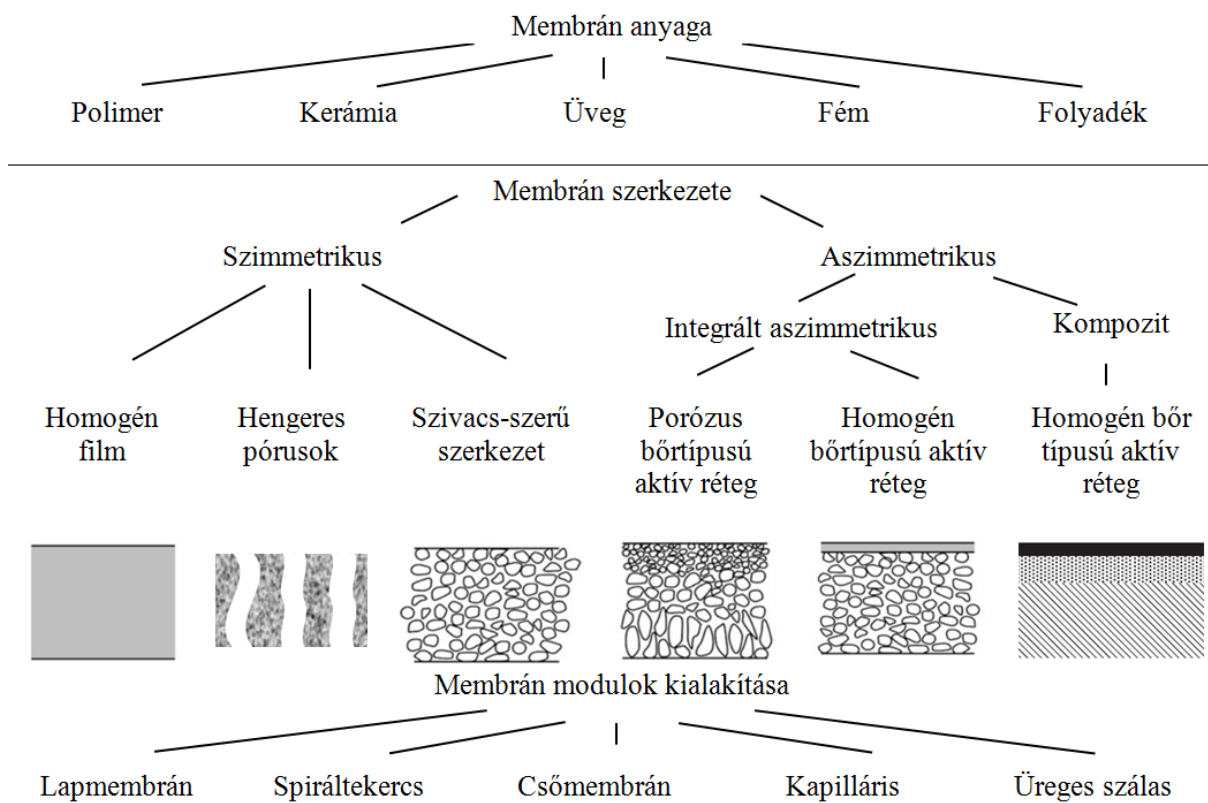 Membrán anyaga
Polimer
Kerámia
Üveg
Fém
Folyadék
Membrán szerkezete
Szimmetrikus
Aszimmetrikus
Integrált aszimmetrikus
Kompozit
Homogén
film
Hengeres
pórusok
Szivacs-szerű
szerkezet
Porózus
bőrtípusú
aktív réteg
Homogén
bőrtípusú aktív
réteg
Homogén bőr
típusú aktív
réteg
Membrán modulok kialakítása
Lapmembrán
Spiráltekercs
Csőmembrán
Kapilláris
Üreges szálas